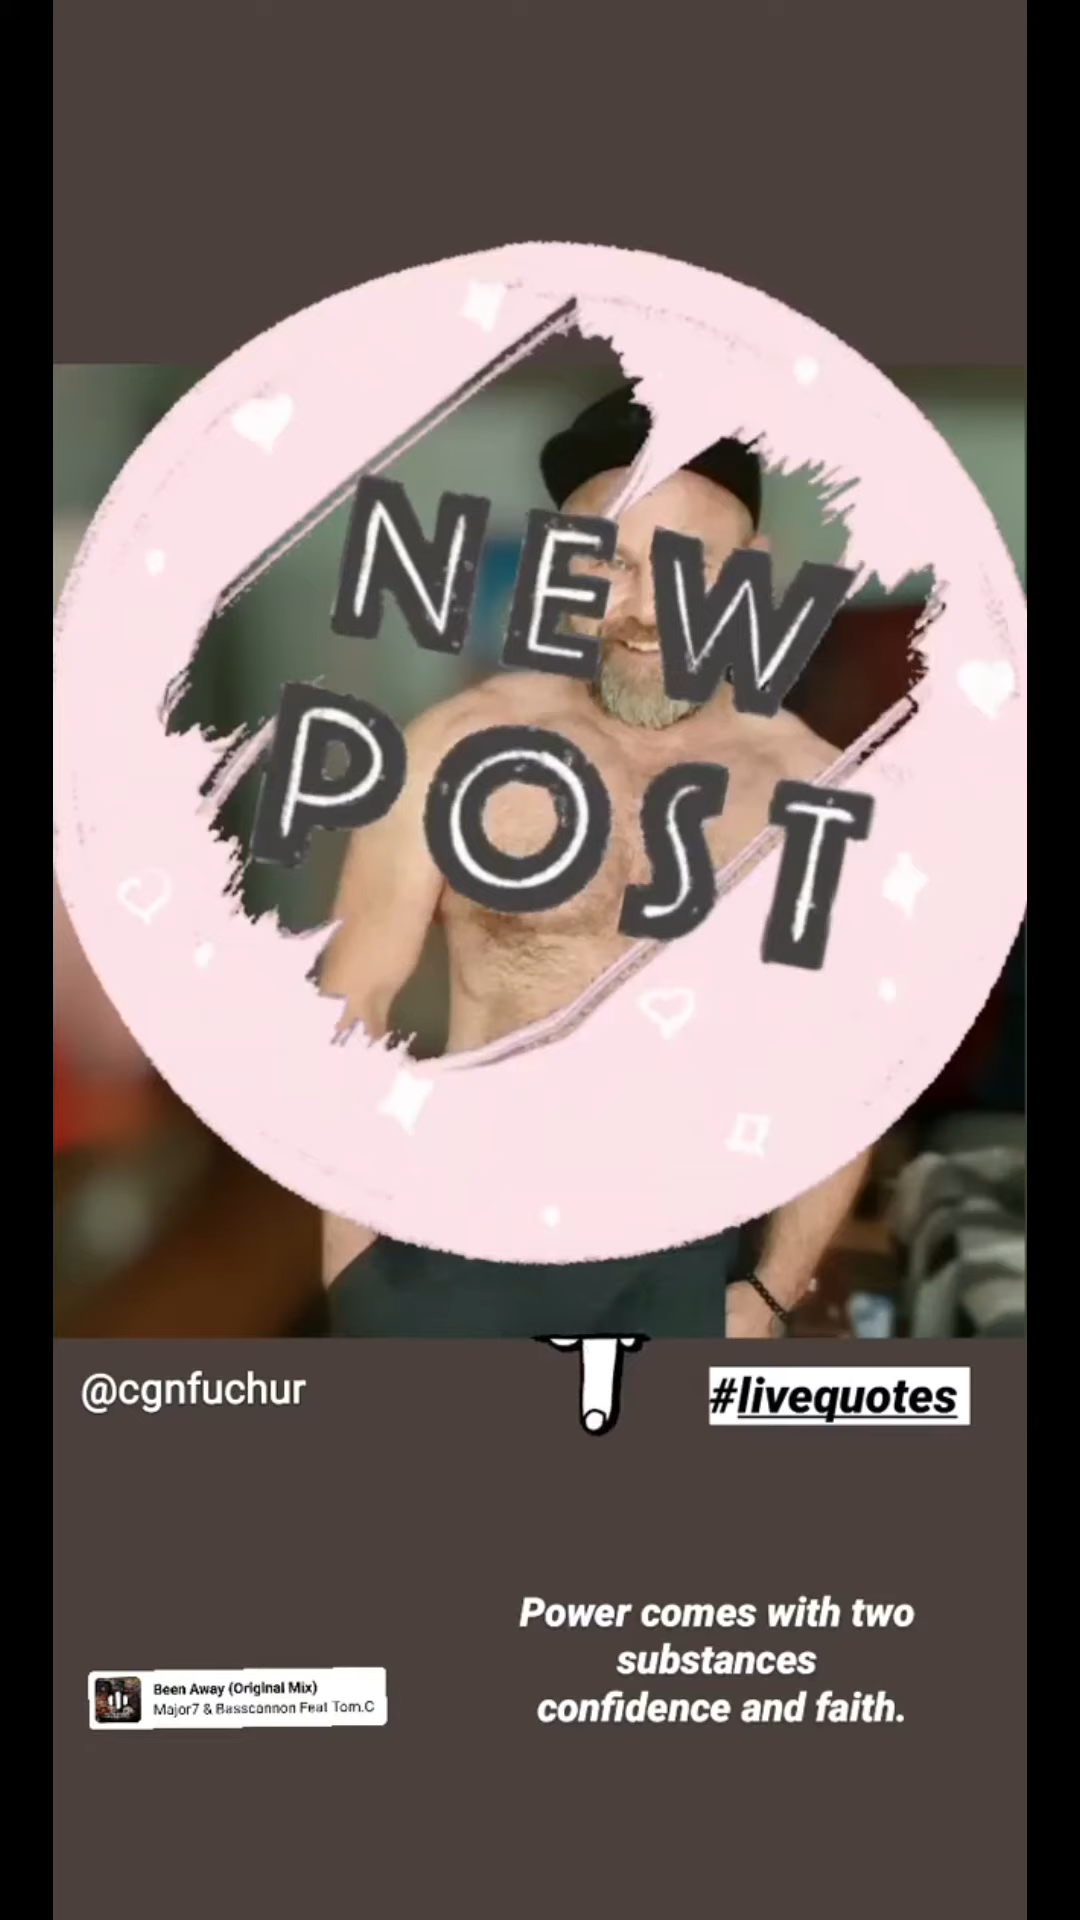 NEW
POST
@cgnfuchur
#livequotes
Power comes with two
substances
confidence and faith.
Been Away (Original Mix)
Major7 & Basscannon Feat Tom.C